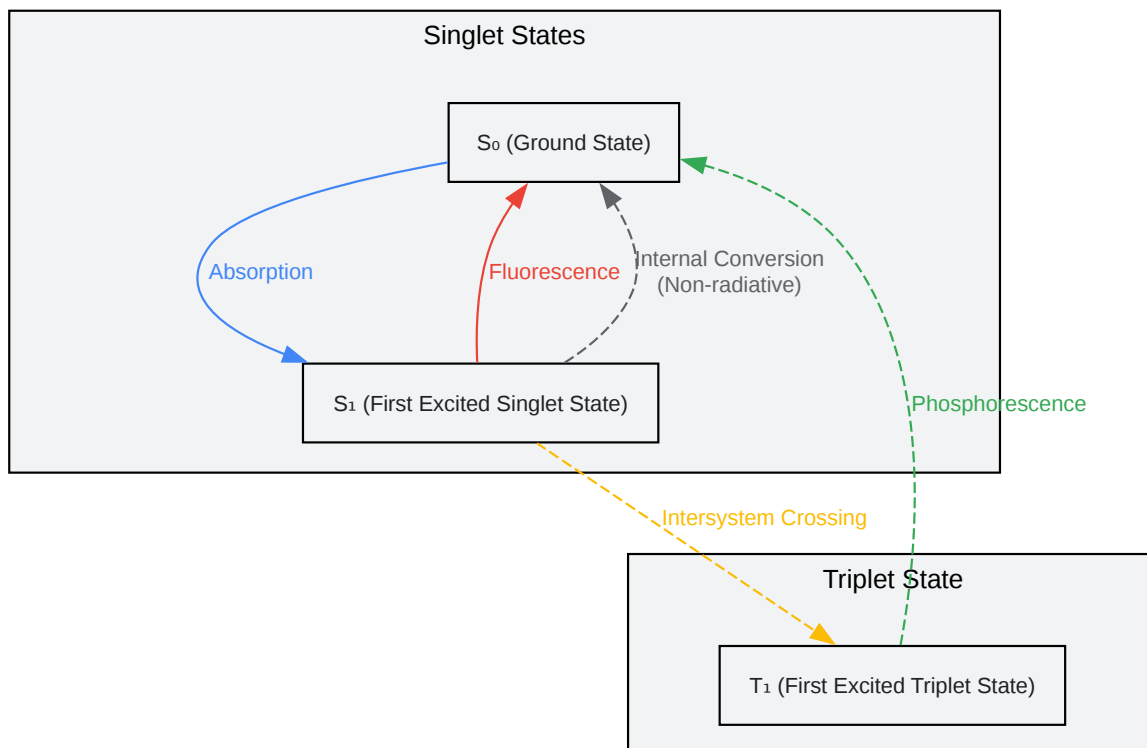 Singlet States
S₀ (Ground State)
Absorption
Fluorescence
Internal Conversion
(Non-radiative)
S₁ (First Excited Singlet State)
Phosphorescence
Intersystem Crossing
Triplet State
T₁ (First Excited Triplet State)